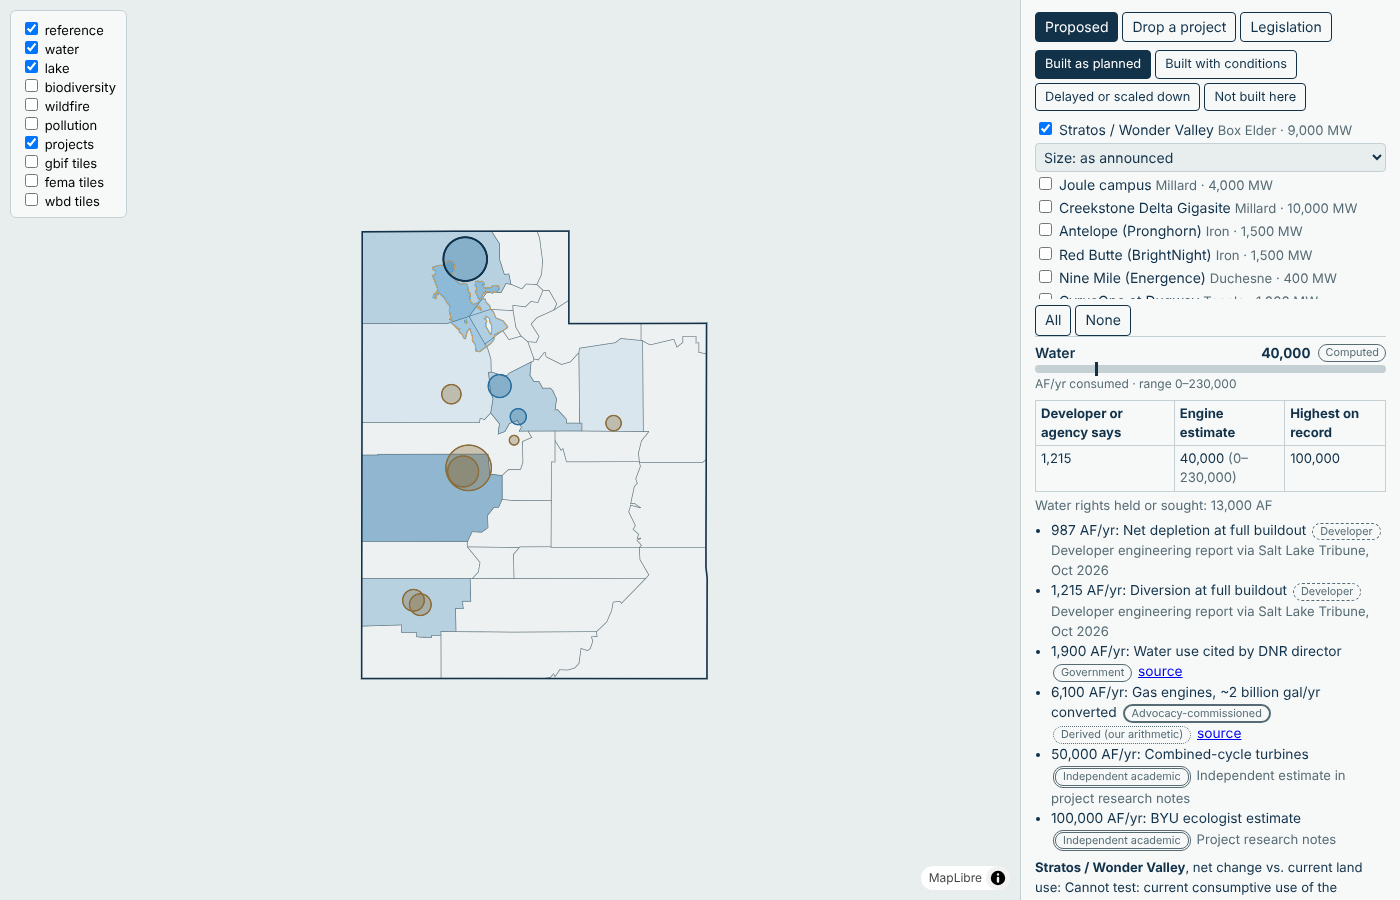 reference
water
lake
biodiversity
wildfire
pollution
projects
gbif tiles
fema tiles
wbd tiles
MapLibre
Proposed
Drop a project
Legislation
Built as planned
Built with conditions
Delayed or scaled down
Not built here
Stratos / Wonder Valley Box Elder · 9,000 MW
Size: as announced
Joule campus Millard · 4,000 MW
Creekstone Delta Gigasite Millard · 10,000 MW
Antelope (Pronghorn) Iron · 1,500 MW
Red Butte (BrightNight) Iron · 1,500 MW
Nine Mile (Energence) Duchesne · 400 MW
All
None
Water 40,000 Computed
AF/yr consumed · range 0–230,000
Developer or agency says
Engine estimate
Highest on record
1,215
40,000 (0–230,000)
100,000
Water rights held or sought: 13,000 AF
• 987 AF/yr: Net depletion at full buildout Developer
Developer engineering report via Salt Lake Tribune,
Oct 2026
• 1,215 AF/yr: Diversion at full buildout Developer
Developer engineering report via Salt Lake Tribune,
Oct 2026
• 1,900 AF/yr: Water use cited by DNR director
Government source
• 6,100 AF/yr: Gas engines, ~2 billion gal/yr
converted Advocacy-commissioned
Derived (our arithmetic) source
• 50,000 AF/yr: Combined-cycle turbines
Independent academic Independent estimate in
project research notes
• 100,000 AF/yr: BYU ecologist estimate
Independent academic Project research notes
Stratos / Wonder Valley, net change vs. current land
use: Cannot test: current consumptive use of the